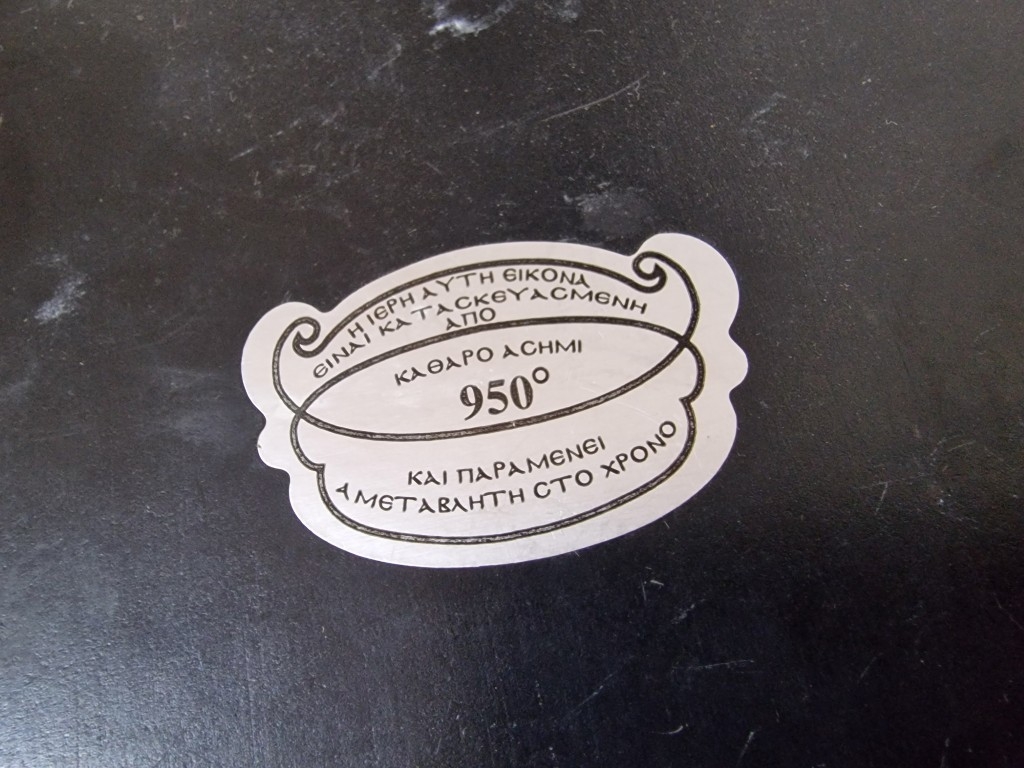 Η ΙΕΡΗ ΑΥΤΗ ΕΙΚΟΝΑ
ΕΙΝΑΙ ΚΑΤΑΣΚΕΥΑΣΜΕΝΗ
ΑΠΟ
ΚΑΘΑΡΟ ΑΣΗΜΙ
950°
ΚΑΙ ΠΑΡΑΜΕΝΕΙ
ΑΜΕΤΑΒΛΗΤΗ ΣΤΟ ΧΡΟΝΟ